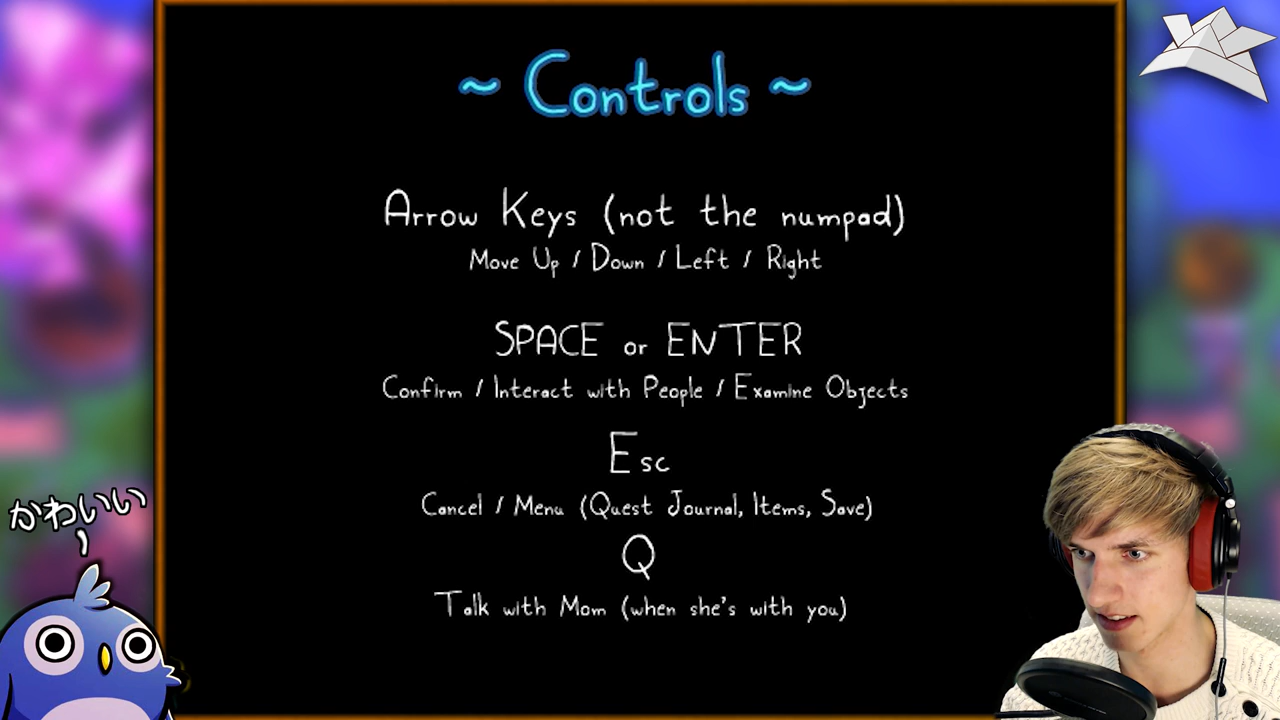 ~ Controls ~
Arrow Keys (not the numpad)
Move Up / Down / Left / Right
SPACE or ENTER
Confirm / Interact with People / Examine Objects
Esc
Cancel / Menu (Quest Journal, Items, Save)
Q
Talk with Mom (when she's with you)
かわいい